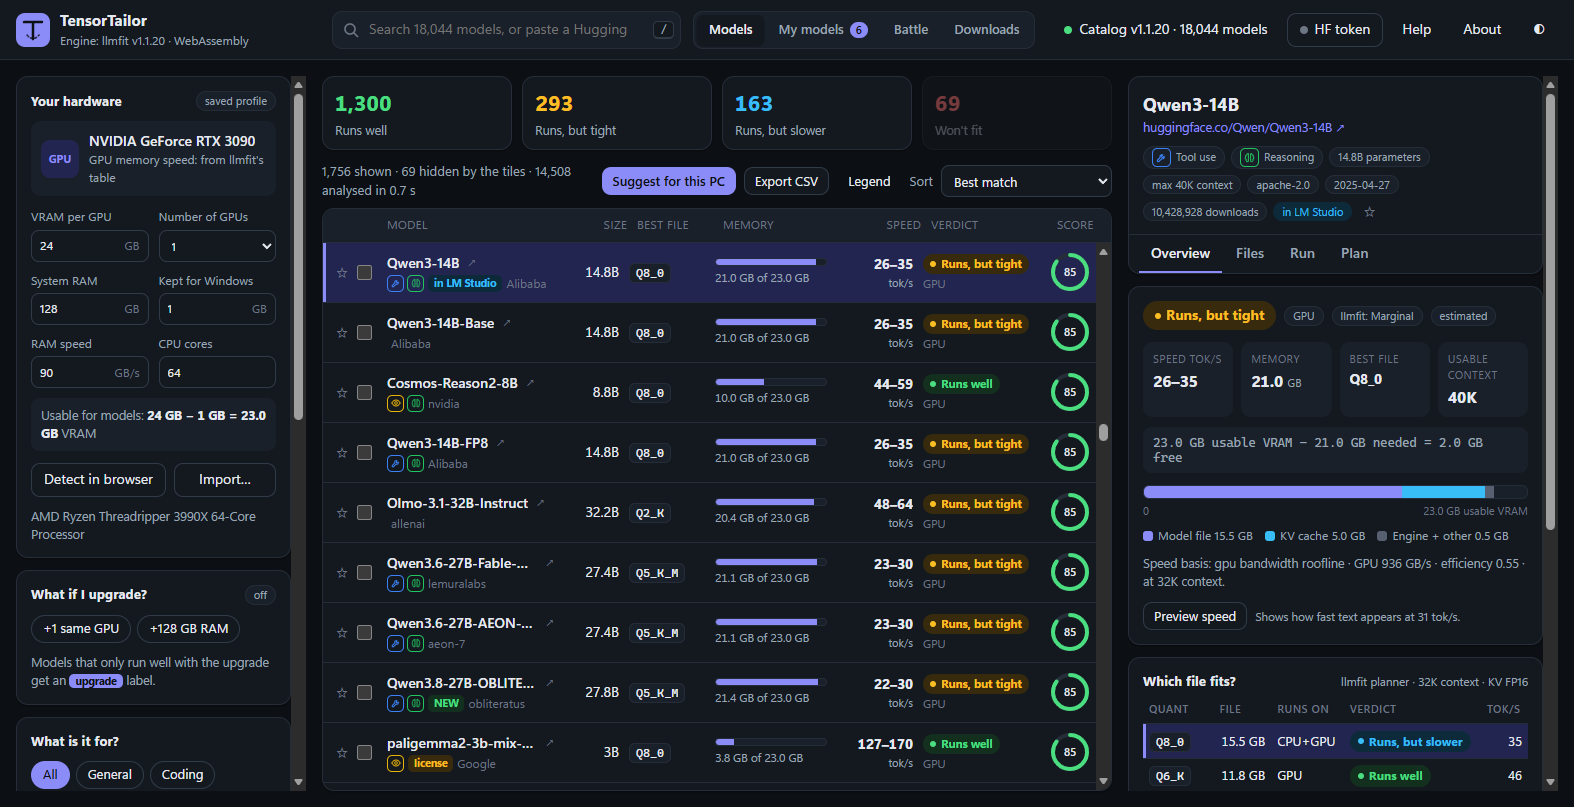 TensorTailor
Engine: llmfit v1.1.20 · WebAssembly
Search 18,044 models, or paste a Hugging
/
Models
My models 6
Battle
Downloads
Catalog v1.1.20 · 18,044 models
HF token
Help
About
Your hardware
saved profile
GPU
NVIDIA GeForce RTX 3090
GPU memory speed: from llmfit's
table
VRAM per GPU
Number of GPUs
24 GB
1
System RAM
Kept for Windows
128 GB
1 GB
RAM speed
CPU cores
90 GB/s
64
Usable for models: 24 GB − 1 GB = 23.0
GB VRAM
Detect in browser
Import...
AMD Ryzen Threadripper 3990X 64-Core
Processor
What if I upgrade?
off
+1 same GPU
+128 GB RAM
Models that only run well with the upgrade
get an upgrade label.
What is it for?
All
General
Coding
1,300
Runs well
293
Runs, but tight
163
Runs, but slower
69
Won't fit
1,756 shown · 69 hidden by the tiles · 14,508
analysed in 0.7 s
Suggest for this PC
Export CSV
Legend
Sort
Best match
MODEL SIZE BEST FILE MEMORY SPEED VERDICT SCORE
Qwen3-14B ↗ 14.8B Q8_0 21.0 GB of 23.0 GB 26–35 Runs, but tight 85
in LM Studio Alibaba tok/s GPU
Qwen3-14B-Base ↗ 14.8B Q8_0 21.0 GB of 23.0 GB 26–35 Runs, but tight 85
Alibaba tok/s GPU
Cosmos-Reason2-8B ↗ 8.8B Q8_0 10.0 GB of 23.0 GB 44–59 Runs well 85
nvidia tok/s GPU
Qwen3-14B-FP8 ↗ 14.8B Q8_0 21.0 GB of 23.0 GB 26–35 Runs, but tight 85
Alibaba tok/s GPU
Olmo-3.1-32B-Instruct ↗ 32.2B Q2_K 20.4 GB of 23.0 GB 48–64 Runs, but tight 85
allenai tok/s GPU
Qwen3.6-27B-Fable-... ↗ 27.4B Q5_K_M 21.1 GB of 23.0 GB 23–30 Runs, but tight 85
lemuralabs tok/s GPU
Qwen3.6-27B-AEON-... ↗ 27.4B Q5_K_M 21.1 GB of 23.0 GB 23–30 Runs, but tight 85
aeon-7 tok/s GPU
Qwen3.8-27B-OBLITE... ↗ 27.8B Q5_K_M 21.4 GB of 23.0 GB 22–30 Runs, but tight 85
NEW obliteratus tok/s GPU
paligemma2-3b-mix-... ↗ 3B Q8_0 3.8 GB of 23.0 GB 127–170 Runs well 85
license Google tok/s GPU
Qwen3-14B
huggingface.co/Qwen/Qwen3-14B ↗
Tool use
Reasoning
14.8B parameters
max 40K context
apache-2.0
2025-04-27
10,428,928 downloads
in LM Studio
Overview
Files
Run
Plan
Runs, but tight
GPU
llmfit: Marginal
estimated
SPEED TOK/S
26–35
MEMORY
21.0 GB
BEST FILE
Q8_0
USABLE
CONTEXT
40K
23.0 GB usable VRAM − 21.0 GB needed = 2.0 GB
free
0
23.0 GB usable VRAM
Model file 15.5 GB
KV cache 5.0 GB
Engine + other 0.5 GB
Speed basis: gpu bandwidth roofline · GPU 936 GB/s · efficiency 0.55 ·
at 32K context.
Preview speed
Shows how fast text appears at 31 tok/s.
Which file fits?
llmfit planner · 32K context · KV FP16
QUANT FILE RUNS ON VERDICT TOK/S
Q8_0 15.5 GB CPU+GPU Runs, but slower 35
Q6_K 11.8 GB GPU Runs well 46